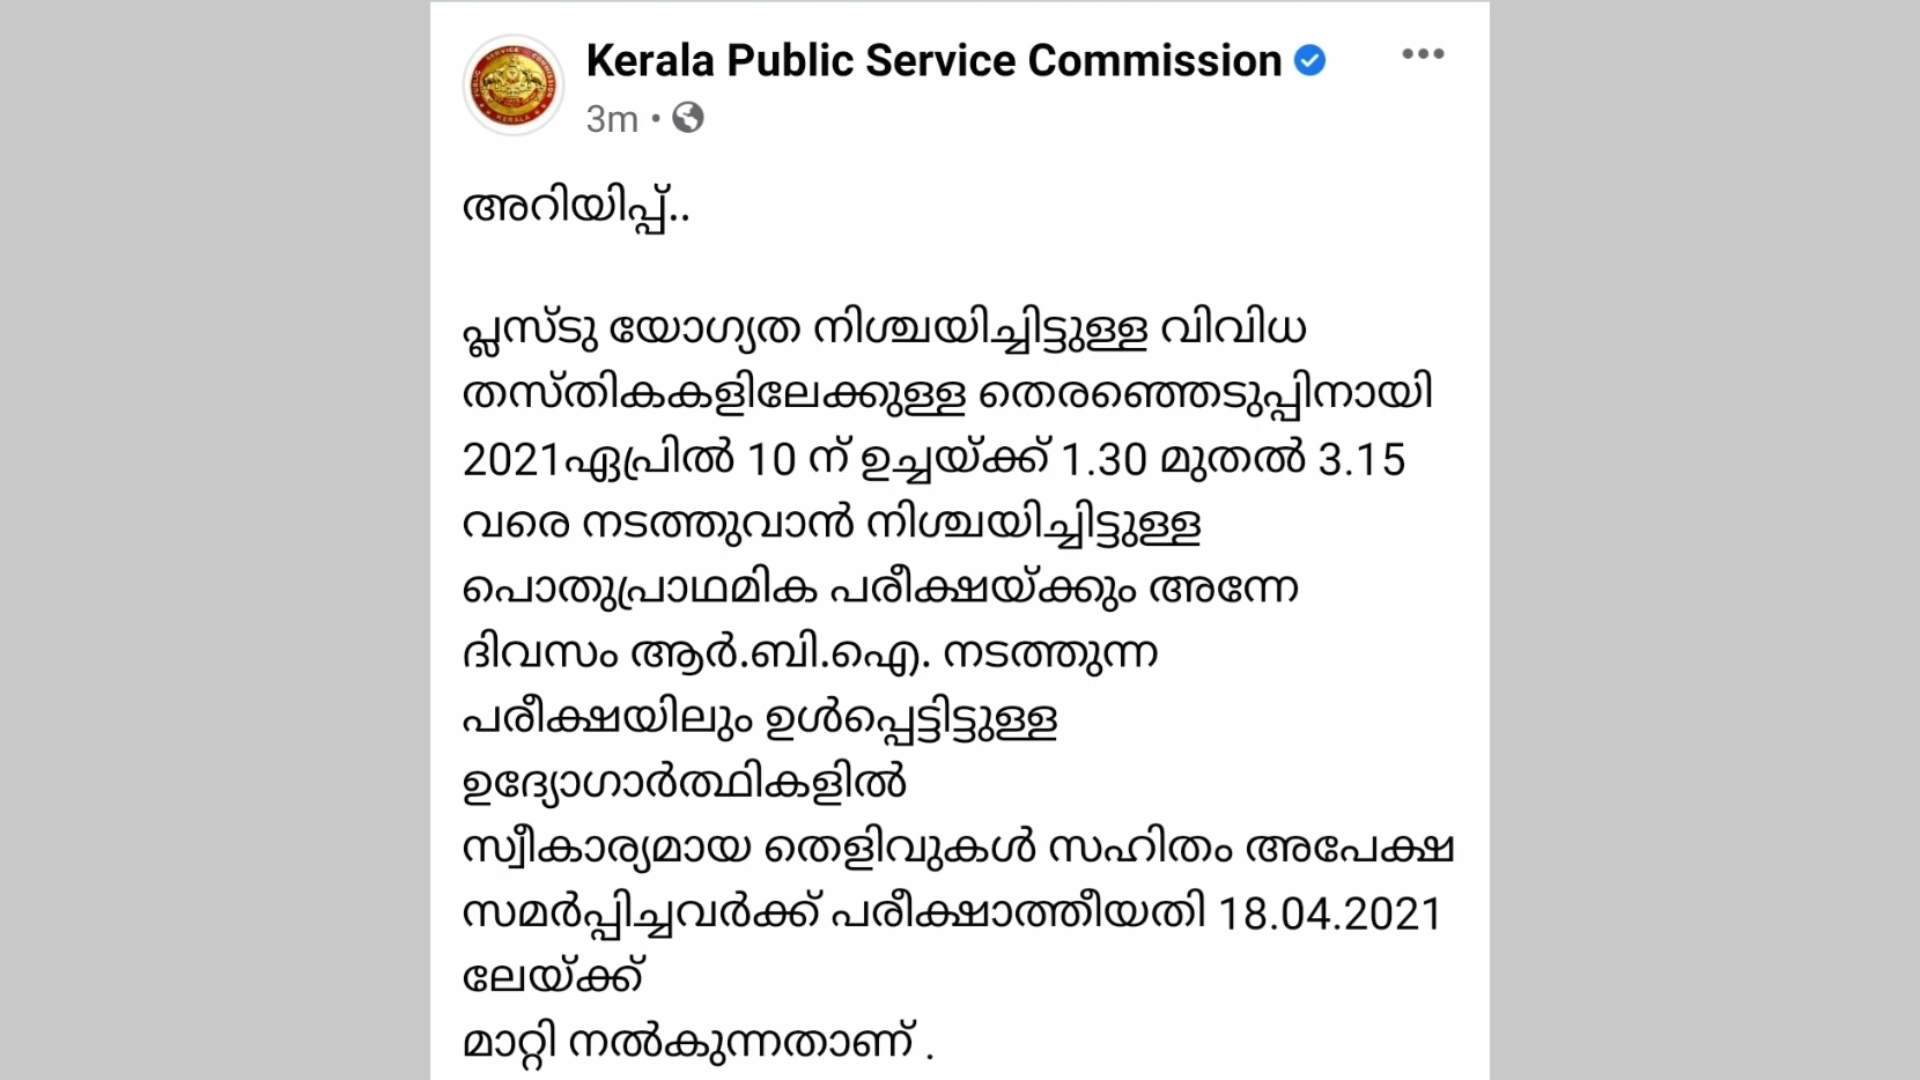 Kerala Public Service Commission
3m •
അറിയിപ്പ്..
പ്ലസ്ടു യോഗ്യത നിശ്ചയിച്ചിട്ടുള്ള വിവിധ
തസ്തികകളിലേക്കുള്ള തെരഞ്ഞെടുപ്പിനായി
2021ഏപ്രിൽ 10 ന് ഉച്ചയ്ക്ക് 1.30 മുതൽ 3.15
വരെ നടത്തുവാൻ നിശ്ചയിച്ചിട്ടുള്ള
പൊതുപ്രാഥമിക പരീക്ഷയ്ക്കും അന്നേ
ദിവസം ആർ.ബി.ഐ. നടത്തുന്ന
പരീക്ഷയിലും ഉൾപ്പെട്ടിട്ടുള്ള
ഉദ്യോഗാർത്ഥികളിൽ
സ്വീകാര്യമായ തെളിവുകൾ സഹിതം അപേക്ഷ
സമർപ്പിച്ചവർക്ക് പരീക്ഷാത്തീയതി 18.04.2021
ലേയ്ക്ക്
മാറ്റി നൽകുന്നതാണ് .